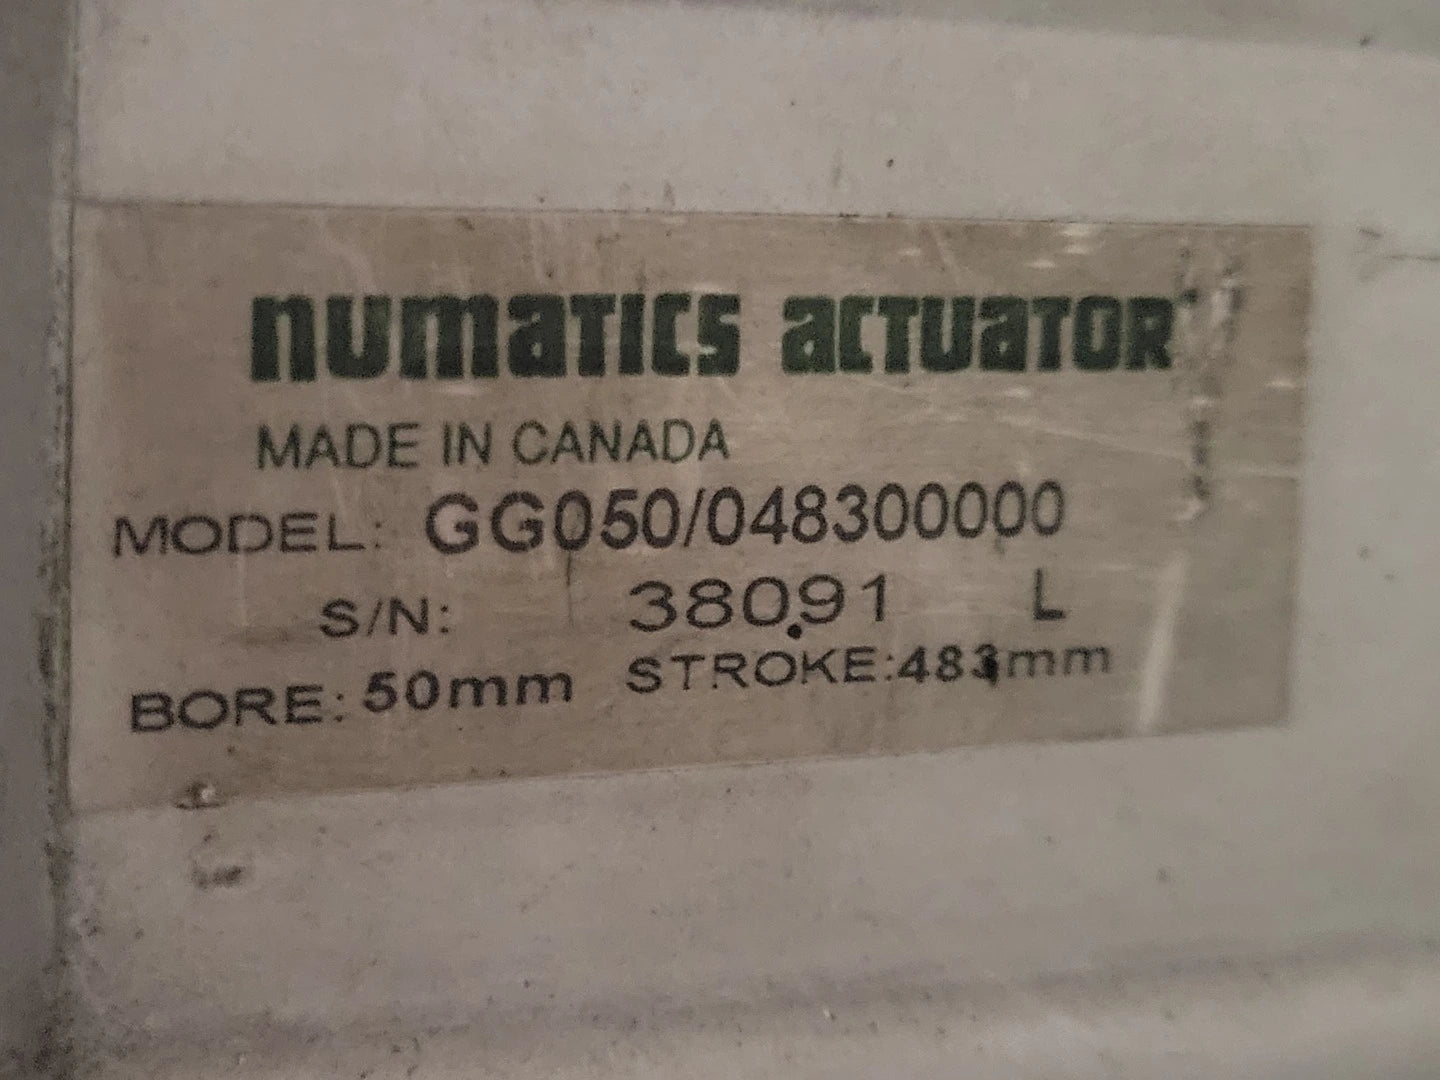 numatics actuator
MADE IN CANADA
MODEL: GG050/048300000
S/N: 38091 L
BORE: 50mm STROKE:483mm